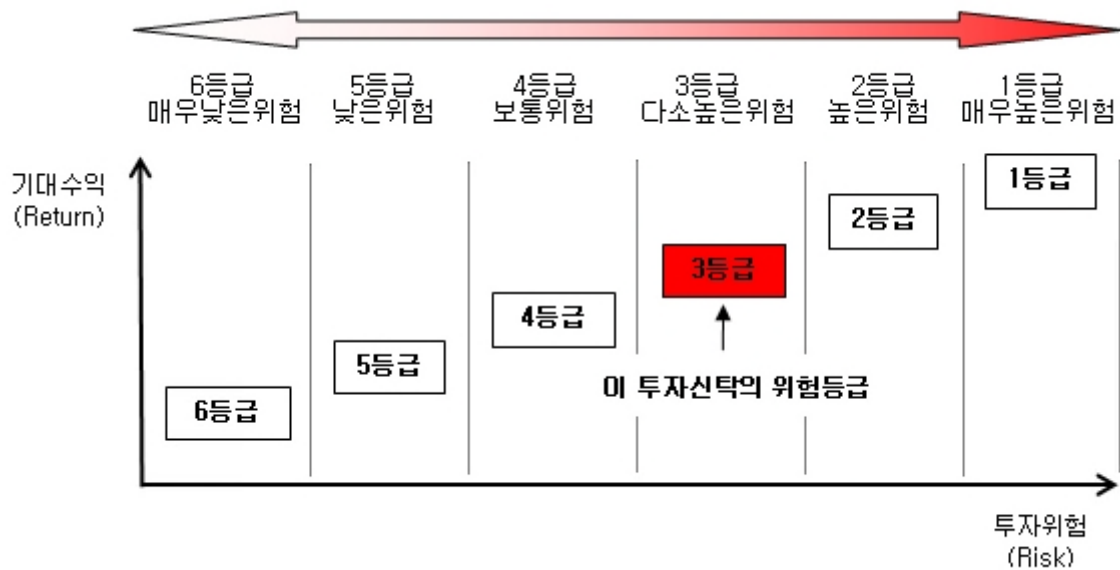 6등급 5등급 4등급 3등급 2등급 1등급
매우낮은위험 낮은위험 보통위험 다소높은위험 높은위험 매우높은위험
기대수익
(Return)
1등급
2등급
3등급
4등급
5등급
6등급
이 투자신탁의 위험등급
투자위험
(Risk)